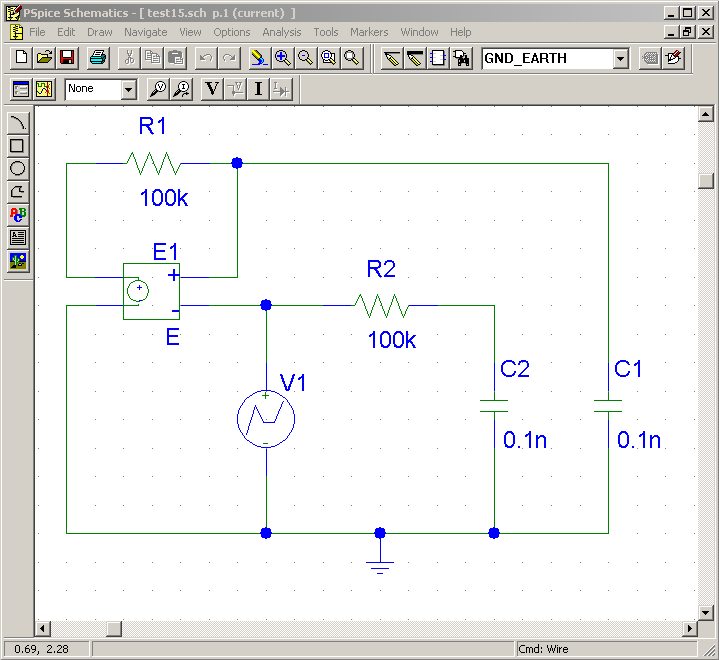 PSpice Schematics - [ test15.sch  p.1 (current)  ]
File Edit Draw Navigate View Options Analysis Tools Markers Window Help
GND_EARTH
None
V I
R1
100k
E1
+
-
E
R2
100k
V1
C2
0.1n
C1
0.1n
0.69,  2.28
Cmd: Wire